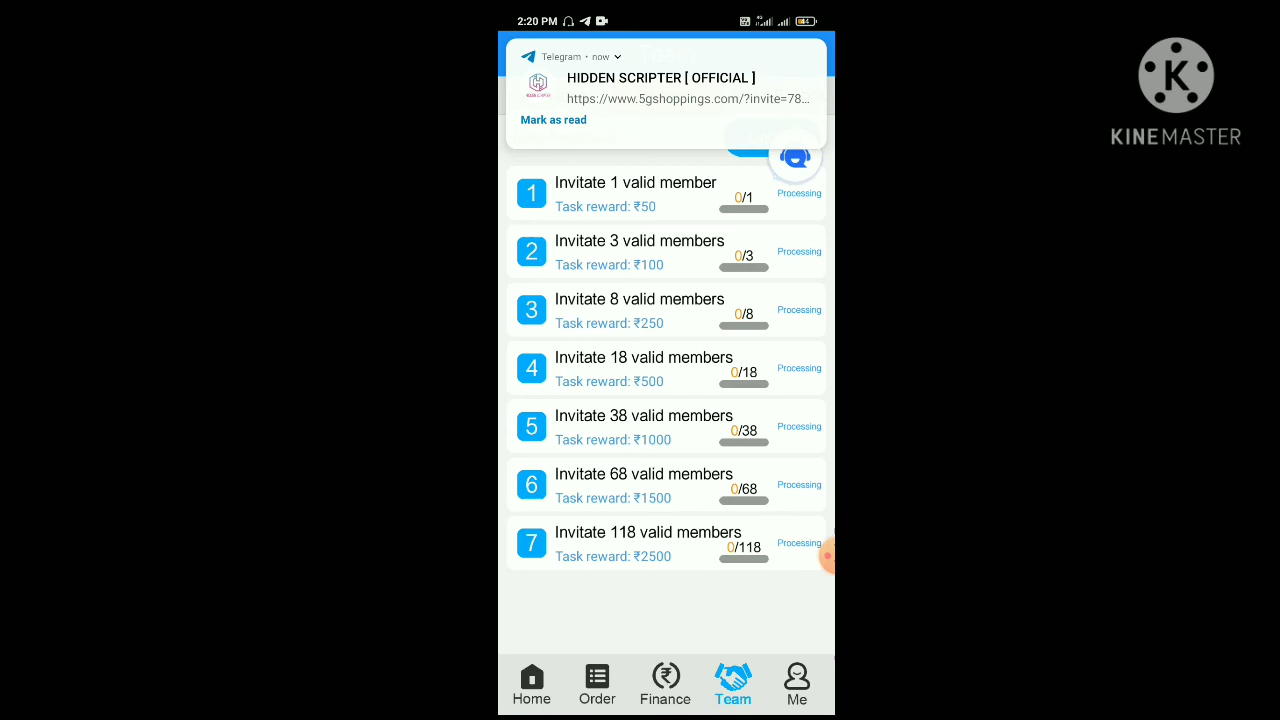 2:20 PM
44
Telegram • now
HIDDEN SCRIPTER [ OFFICIAL ]
https://www.5gshoppings.com/?invite=78...
Mark as read
1
Invitate 1 valid member
Task reward: ₹50
0/1
Processing
2
Invitate 3 valid members
Task reward: ₹100
0/3
Processing
3
Invitate 8 valid members
Task reward: ₹250
0/8
Processing
4
Invitate 18 valid members
Task reward: ₹500
0/18
Processing
5
Invitate 38 valid members
Task reward: ₹1000
0/38
Processing
6
Invitate 68 valid members
Task reward: ₹1500
0/68
Processing
7
Invitate 118 valid members
Task reward: ₹2500
0/118
Processing
Home
Order
Finance
Team
Me
K
KINEMASTER